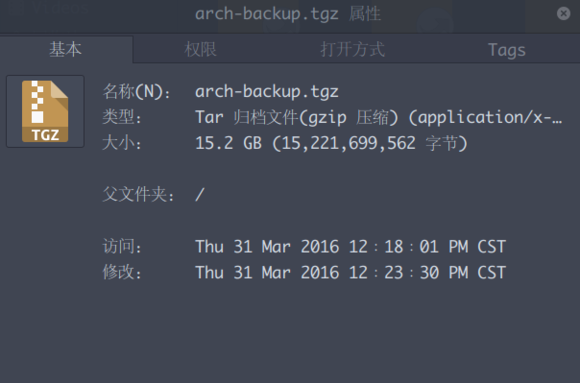 arch-backup.tgz 属性
基本 权限 打开方式 Tags
TGZ
名称(N)： arch-backup.tgz
类型： Tar 归档文件(gzip 压缩) (application/x-…
大小： 15.2 GB (15,221,699,562 字节)
父文件夹： /
访问： Thu 31 Mar 2016 12：18：01 PM CST
修改： Thu 31 Mar 2016 12：23：30 PM CST